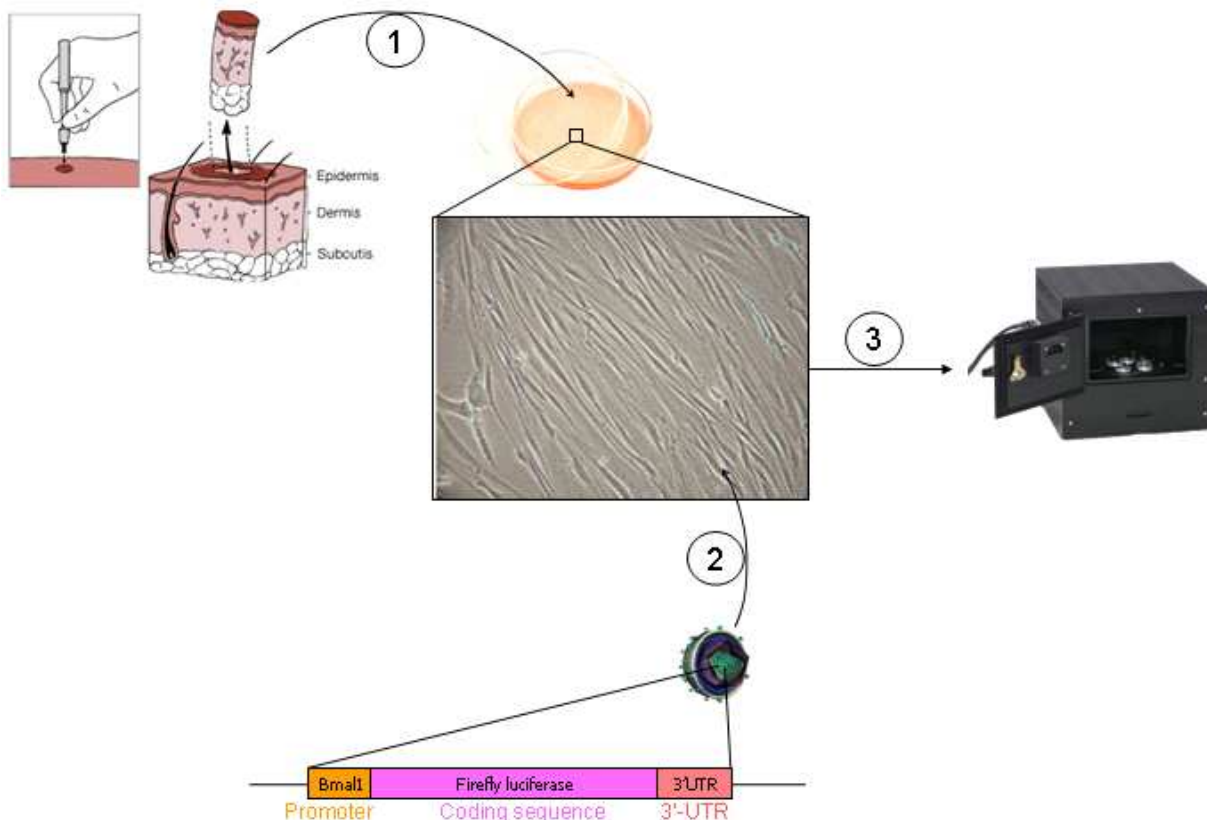 1
Epidermis
Dermis
Subcutis
3
2
Bmal1 Firefly luciferase 3'UTR
Promoter Coding sequence 3'-UTR